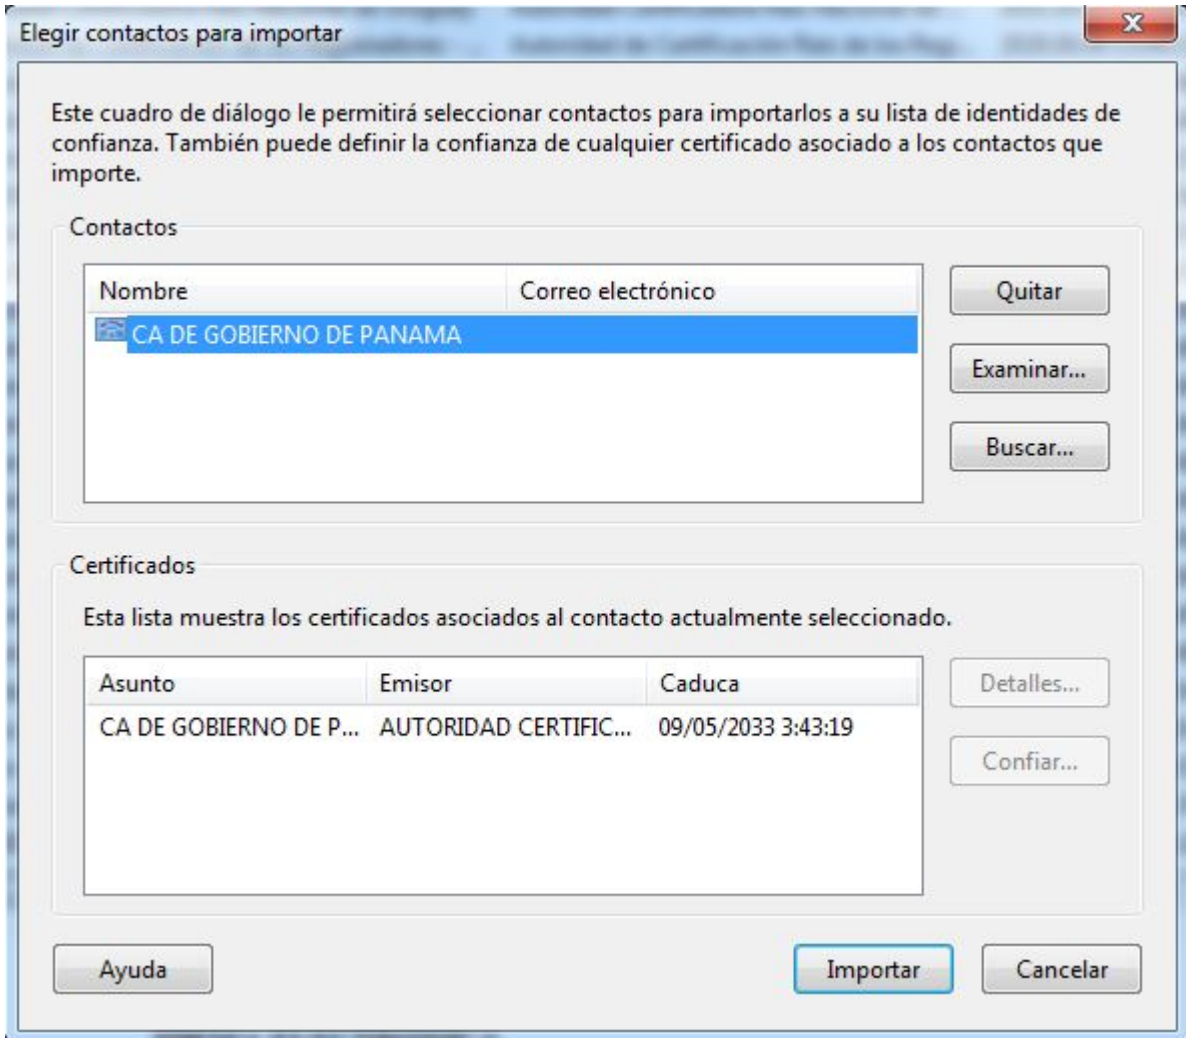 Elegir contactos para importar
Este cuadro de diálogo le permitirá seleccionar contactos para importarlos a su lista de identidades de
confianza. También puede definir la confianza de cualquier certificado asociado a los contactos que
importe.
Contactos
Nombre Correo electrónico
CA DE GOBIERNO DE PANAMA
Quitar
Examinar...
Buscar...
Certificados
Esta lista muestra los certificados asociados al contacto actualmente seleccionado.
Asunto Emisor Caduca
CA DE GOBIERNO DE P... AUTORIDAD CERTIFIC... 09/05/2033 3:43:19
Detalles...
Confiar...
Ayuda Importar Cancelar